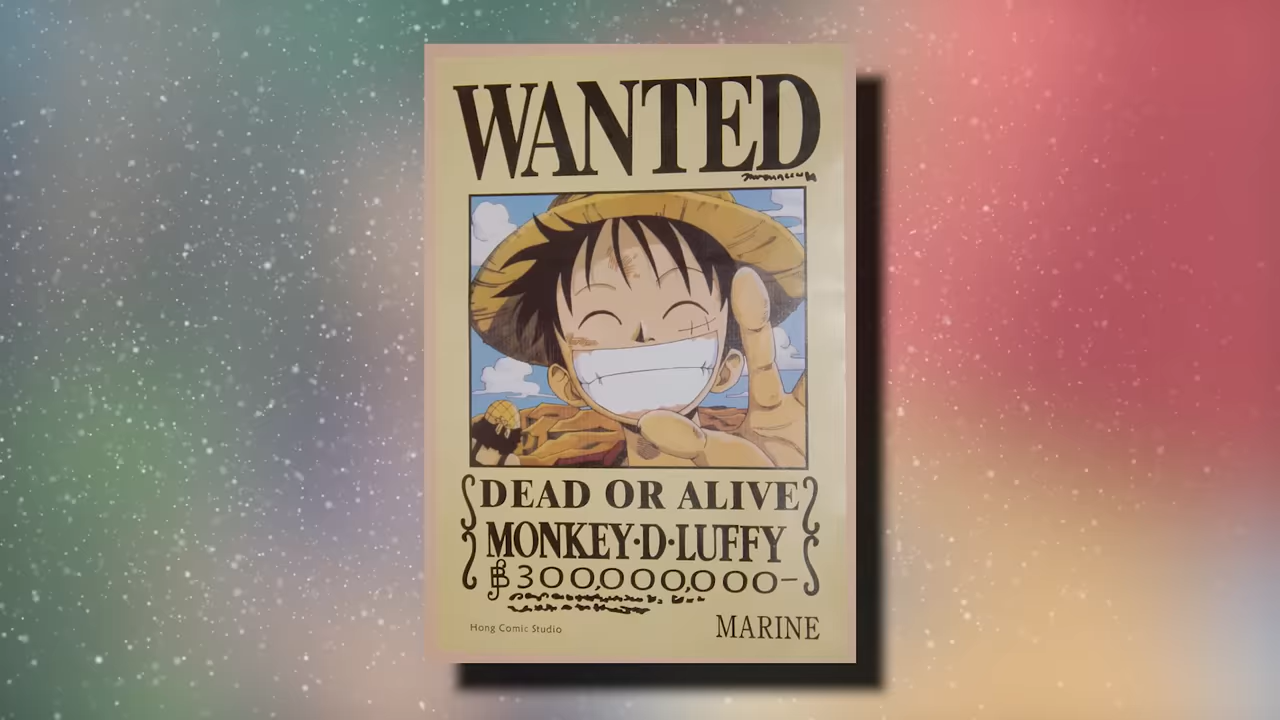 WANTED
DEAD OR ALIVE
MONKEY·D·LUFFY
฿300,000,000-
Hong Comic Studio
MARINE